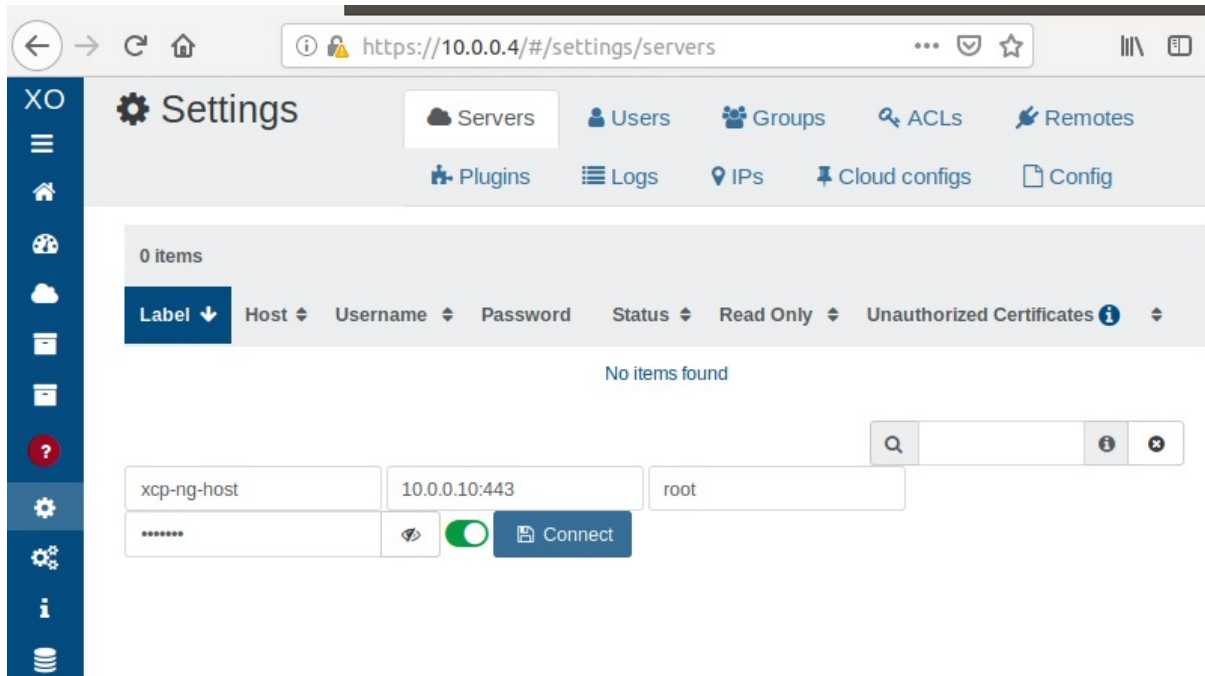 https://10.0.0.4/#/settings/servers
XO
Settings
Servers Users Groups ACLs Remotes
Plugins Logs IPs Cloud configs Config
0 items
Label Host Username Password Status Read Only Unauthorized Certificates
No items found
xcp-ng-host 10.0.0.10:443 root
••••••• Connect